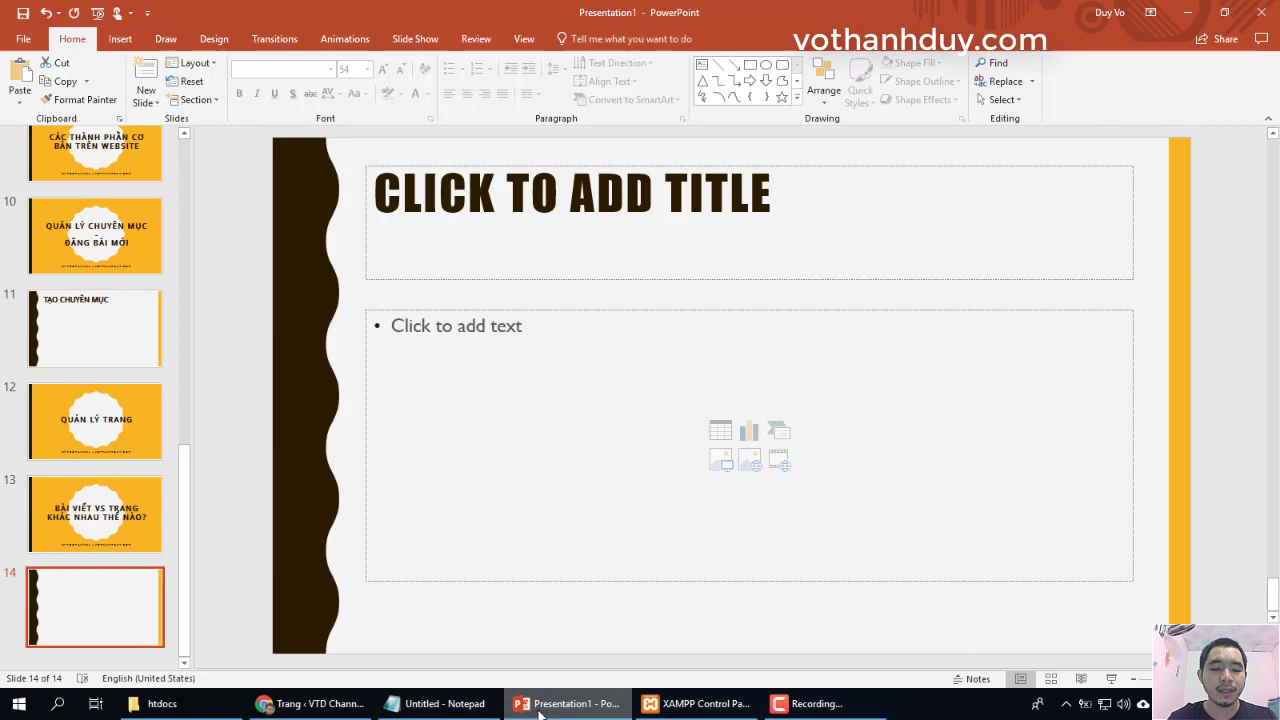 Presentation1 - PowerPoint
Duy Vo
File Home Insert Draw Design Transitions Animations Slide Show Review View Tell me what you want to do
vothanhduy.com
Share
Paste
Cut
Copy
Format Painter
Clipboard
New
Slide
Layout
Reset
Section
Slides
54
Font
Text Direction
Align Text
Convert to SmartArt
Paragraph
Arrange
Quick
Styles
Shape Fill
Shape Outline
Shape Effects
Drawing
Find
Replace
Select
Editing
CÁC THÀNH PHẦN CƠ
BẢN TRÊN WEBSITE
10
QUẢN LÝ CHUYÊN MỤC
-
ĐĂNG BÀI MỚI
11
TẠO CHUYÊN MỤC
12
QUẢN LÝ TRANG
13
BÀI VIẾT VS TRANG
KHÁC NHAU THẾ NÀO?
14
CLICK TO ADD TITLE
• Click to add text
Slide 14 of 14
English (United States)
Notes
htdocs
Trang ‹ VTD Chann...
Untitled - Notepad
Presentation1 - Po...
XAMPP Control Pa...
Recording...